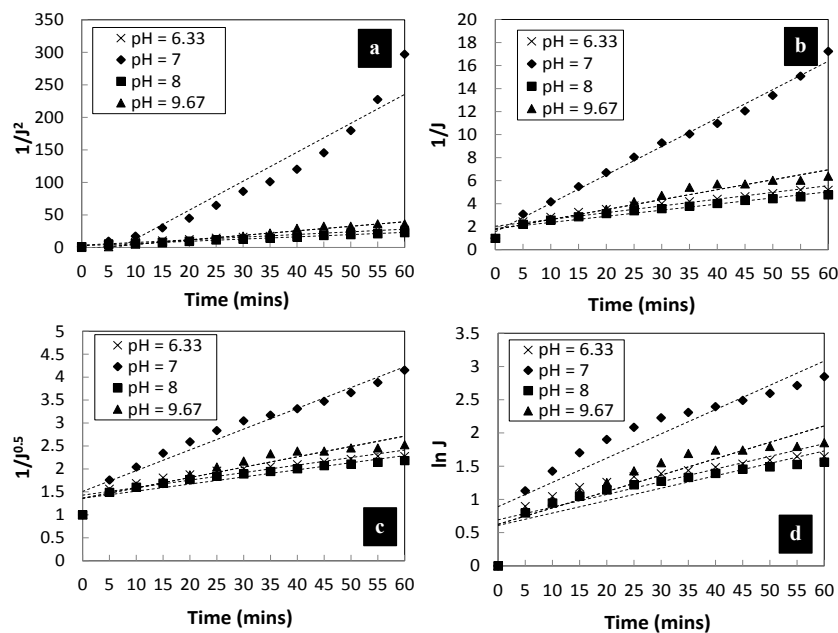 350
300
250
200
150
100
50
0
1/J²
pH = 6.33
pH = 7
pH = 8
pH = 9.67
a
0 5 10 15 20 25 30 35 40 45 50 55 60
Time (mins)
20
18
16
14
12
10
8
6
4
2
0
1/J
pH = 6.33
pH = 7
pH = 8
pH = 9.67
b
0 5 10 15 20 25 30 35 40 45 50 55 60
Time (mins)
5
4.5
4
3.5
3
2.5
2
1.5
1
0.5
0
1/J⁰·⁵
pH = 6.33
pH = 7
pH = 8
pH = 9.67
c
0 5 10 15 20 25 30 35 40 45 50 55 60
Time (mins)
3.5
3
2.5
2
1.5
1
0.5
0
ln J
pH = 6.33
pH = 7
pH = 8
pH = 9.67
d
0 5 10 15 20 25 30 35 40 45 50 55 60
Time (mins)